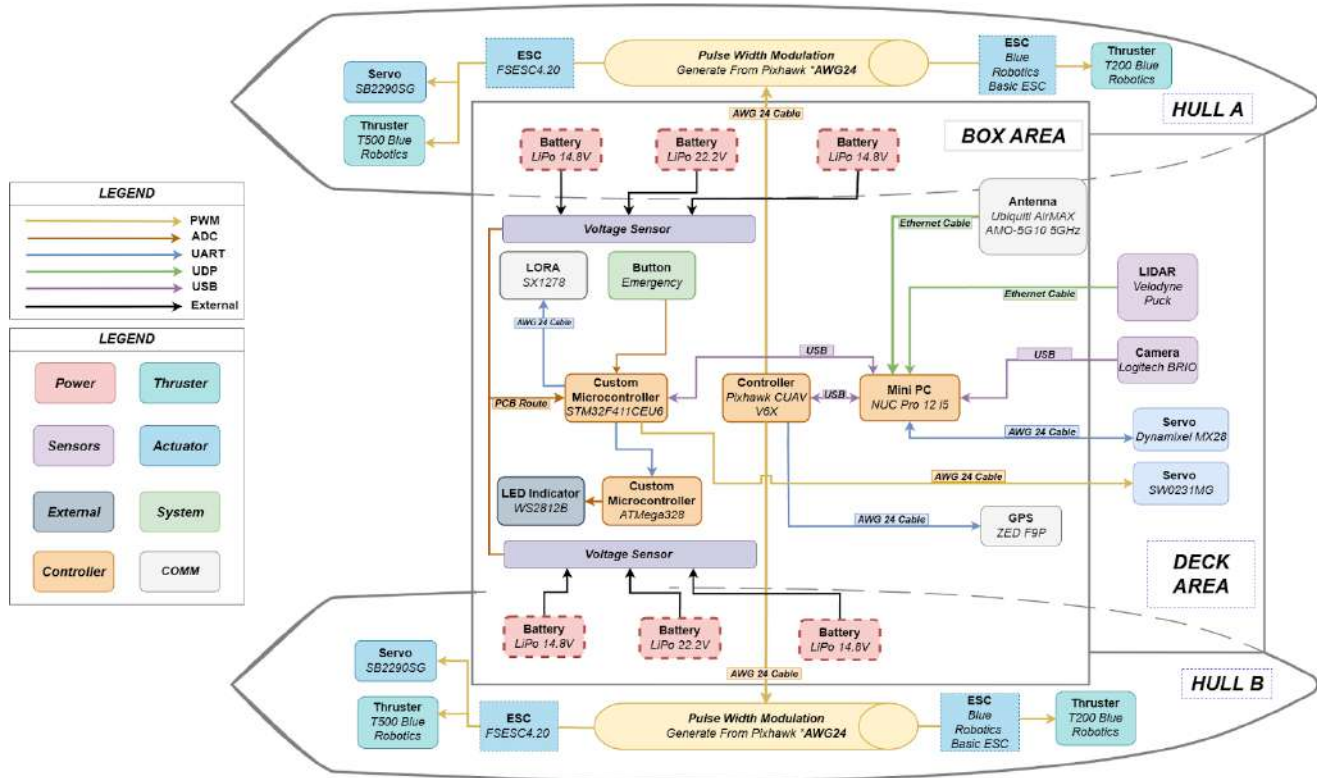 ESC
FSESC4.20
Pulse Width Modulation
Generate From Pixhawk *AWG24
ESC
Blue
Robotics
Basic ESC
Thruster
T200 Blue
Robotics
Servo
SB2290SG
Thruster
T500 Blue
Robotics
HULL A
AWG 24 Cable
BOX AREA
Battery
LiPo 14.8V
Battery
LiPo 22.2V
Battery
LiPo 14.8V
Voltage Sensor
Antenna
Ubiquiti AirMAX
AMO-5G10 5GHz
Ethernet Cable
LIDAR
Velodyne
Puck
Ethernet Cable
LORA
SX1278
Button
Emergency
AWG 24 Cable
USB
USB
Camera
Logitech BRIO
Custom
Microcontroller
STM32F411CEU6
PCB Route
Controller
Pixhawk CUAV
V6X
USB
Mini PC
NUC Pro 12 i5
AWG 24 Cable
Servo
Dynamixel MX28
AWG 24 Cable
Servo
SW0231MG
LED Indicator
WS2812B
Custom
Microcontroller
ATMega328
AWG 24 Cable
GPS
ZED F9P
Voltage Sensor
DECK
AREA
Battery
LiPo 14.8V
Battery
LiPo 22.2V
Battery
LiPo 14.8V
AWG 24 Cable
HULL B
Servo
SB2290SG
Thruster
T500 Blue
Robotics
ESC
FSESC4.20
Pulse Width Modulation
Generate From Pixhawk *AWG24
ESC
Blue
Robotics
Basic ESC
Thruster
T200 Blue
Robotics
LEGEND
PWM
ADC
UART
UDP
USB
External
LEGEND
Power
Thruster
Sensors
Actuator
External
System
Controller
COMM